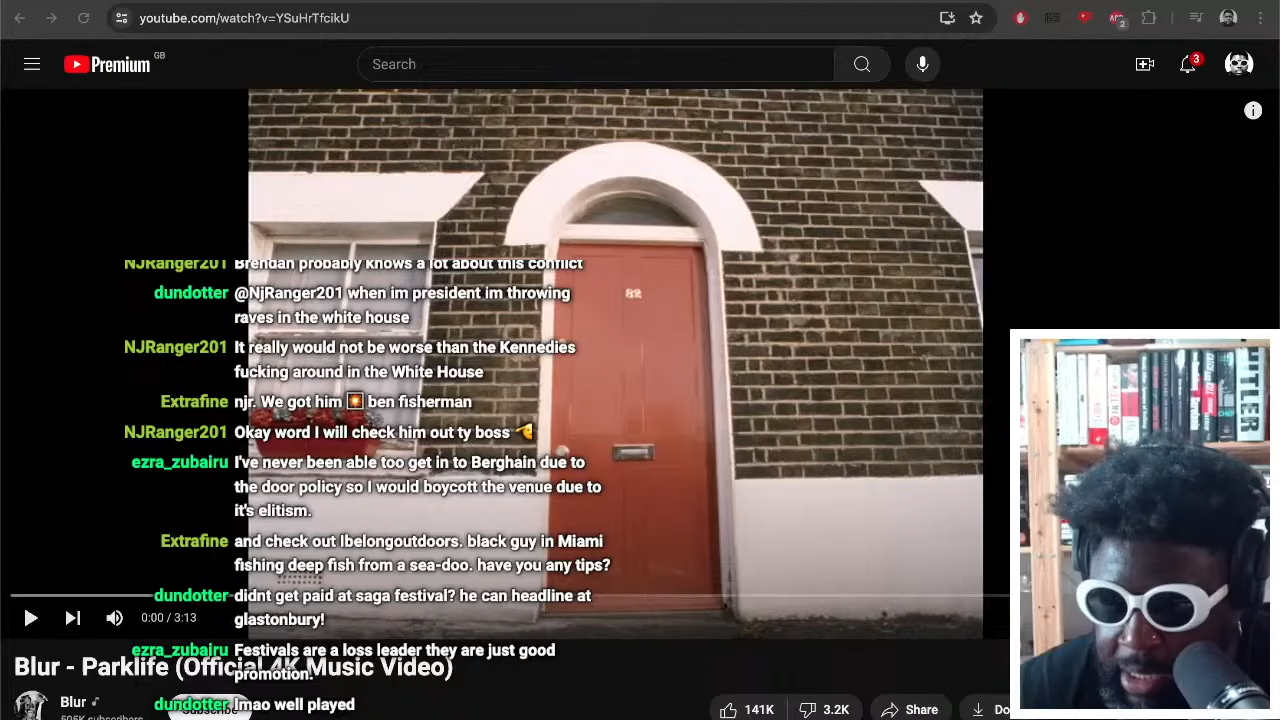 youtube.com/watch?v=YSuHrTfcikU
2
Premium GB
Search
3
NJRanger201 Brendan probably knows a lot about this conflict
dundotter @NjRanger201 when im president im throwing
raves in the white house
NJRanger201 It really would not be worse than the Kennedies
fucking around in the White House
Extrafine njr. We got him ben fisherman
NJRanger201 Okay word I will check him out ty boss
ezra_zubairu I've never been able too get in to Berghain due to
the door policy so I would boycott the venue due to
it's elitism.
Extrafine and check out Ibelongoutdoors. black guy in Miami
fishing deep fish from a sea-doo. have you any tips?
dundotter didnt get paid at saga festival? he can headline at
glastonbury!
ezra_zubairu Festivals are a loss leader they are just good
promotion!
dundotter lmao well played
82
0:00 / 3:13
Blur - Parklife (Official 4K Music Video)
Blur
subscribers
Subscribe
141K
3.2K
Share
Do